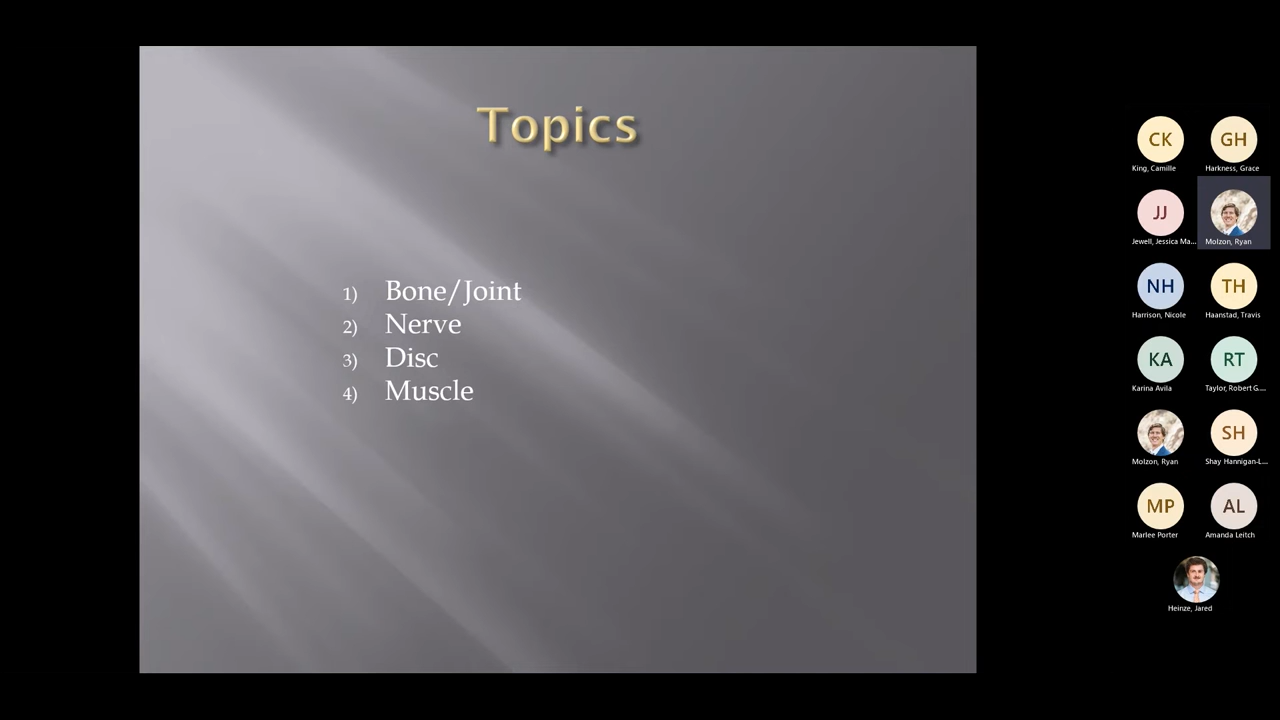 Topics
1) Bone/Joint
2) Nerve
3) Disc
4) Muscle
CK
GH
King, Camille
Harkness, Grace
JJ
Jewell, Jessica Ma...
Molzon, Ryan
NH
TH
Harrison, Nicole
Haanstad, Travis
KA
RT
Karina Avila
Taylor, Robert G....
SH
Molzon, Ryan
Shay Hannigan-L...
MP
AL
Marlee Porter
Amanda Leitch
Heinze, Jared